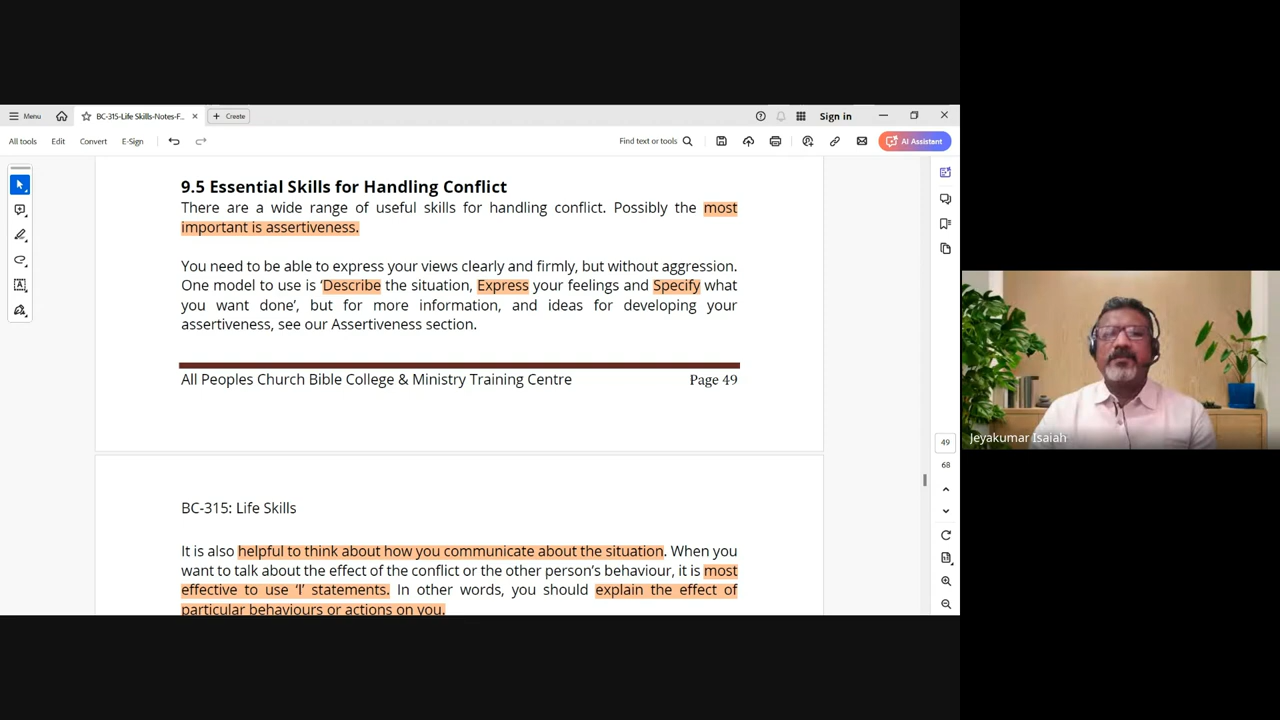 Menu
BC-315-Life Skills-Notes-F...
Create
Sign in
All tools
Edit
Convert
E-Sign
Find text or tools
AI Assistant
9.5 Essential Skills for Handling Conflict
There are a wide range of useful skills for handling conflict. Possibly the most
important is assertiveness.
You need to be able to express your views clearly and firmly, but without aggression.
One model to use is ‘Describe the situation, Express your feelings and Specify what
you want done’, but for more information, and ideas for developing your
assertiveness, see our Assertiveness section.
All Peoples Church Bible College & Ministry Training Centre Page 49
BC-315: Life Skills
It is also helpful to think about how you communicate about the situation. When you
want to talk about the effect of the conflict or the other person’s behaviour, it is most
effective to use ‘I’ statements. In other words, you should explain the effect of
particular behaviours or actions on you.
49
68
Jeyakumar Isaiah